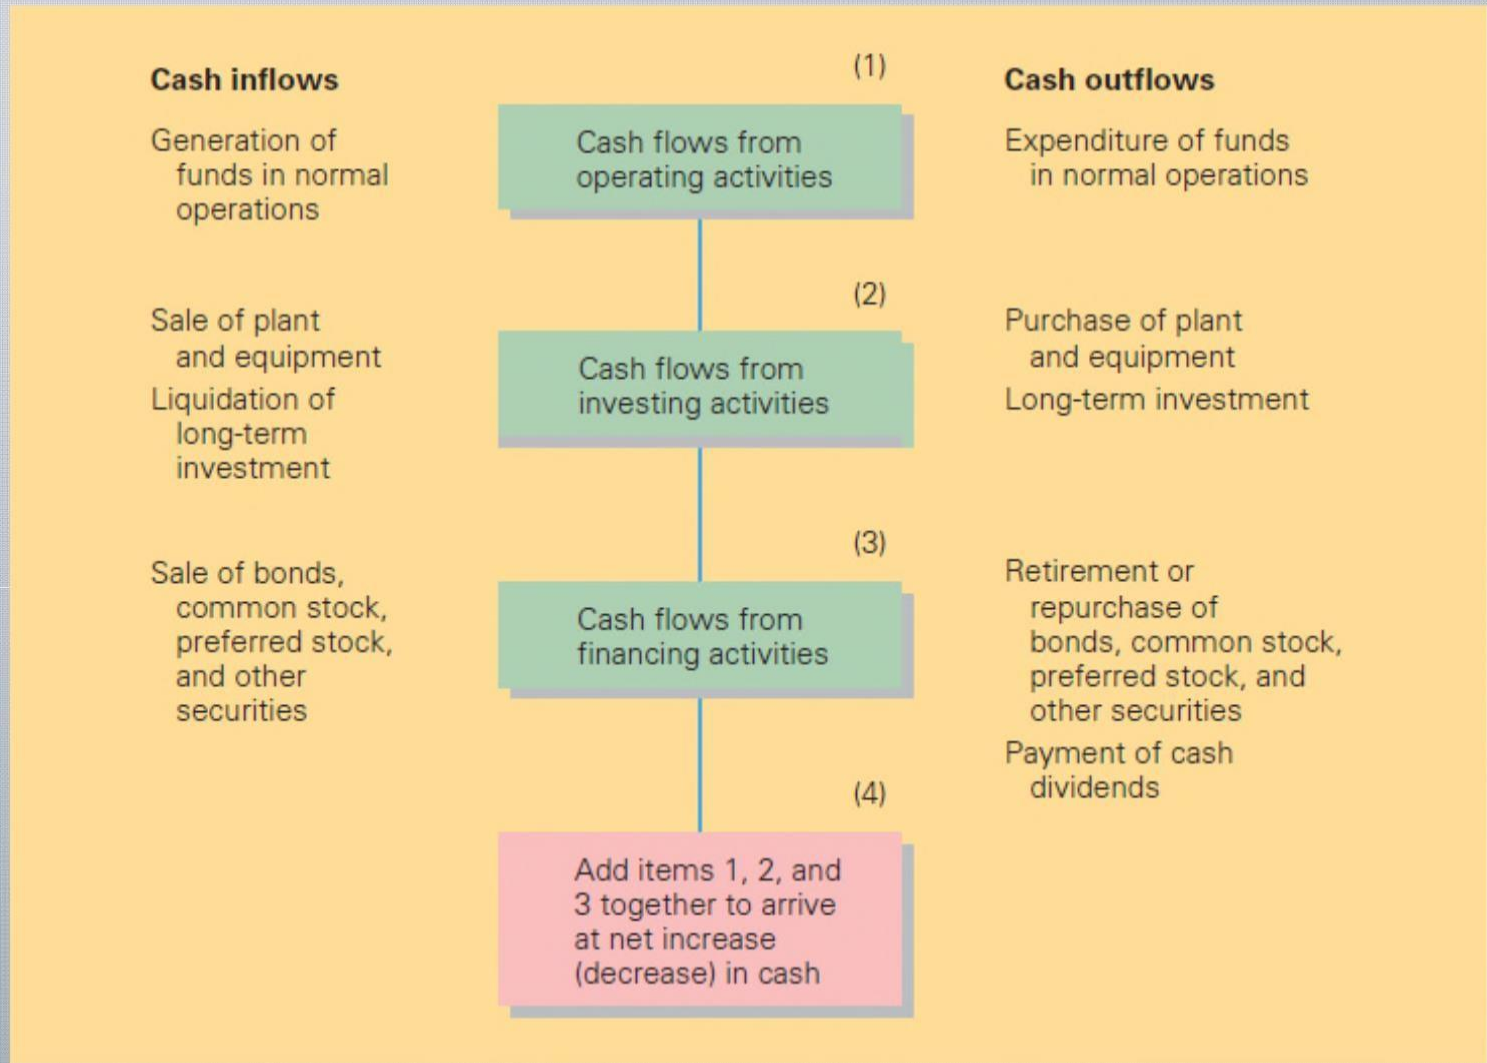 Cash inflows
(1)
Cash outflows
Generation of
funds in normal
operations
Cash flows from
operating activities
Expenditure of funds
in normal operations
(2)
Sale of plant
and equipment
Liquidation of
long-term
investment
Cash flows from
investing activities
Purchase of plant
and equipment
Long-term investment
(3)
Sale of bonds,
common stock,
preferred stock,
and other
securities
Cash flows from
financing activities
Retirement or
repurchase of
bonds, common stock,
preferred stock, and
other securities
Payment of cash
dividends
(4)
Add items 1, 2, and
3 together to arrive
at net increase
(decrease) in cash